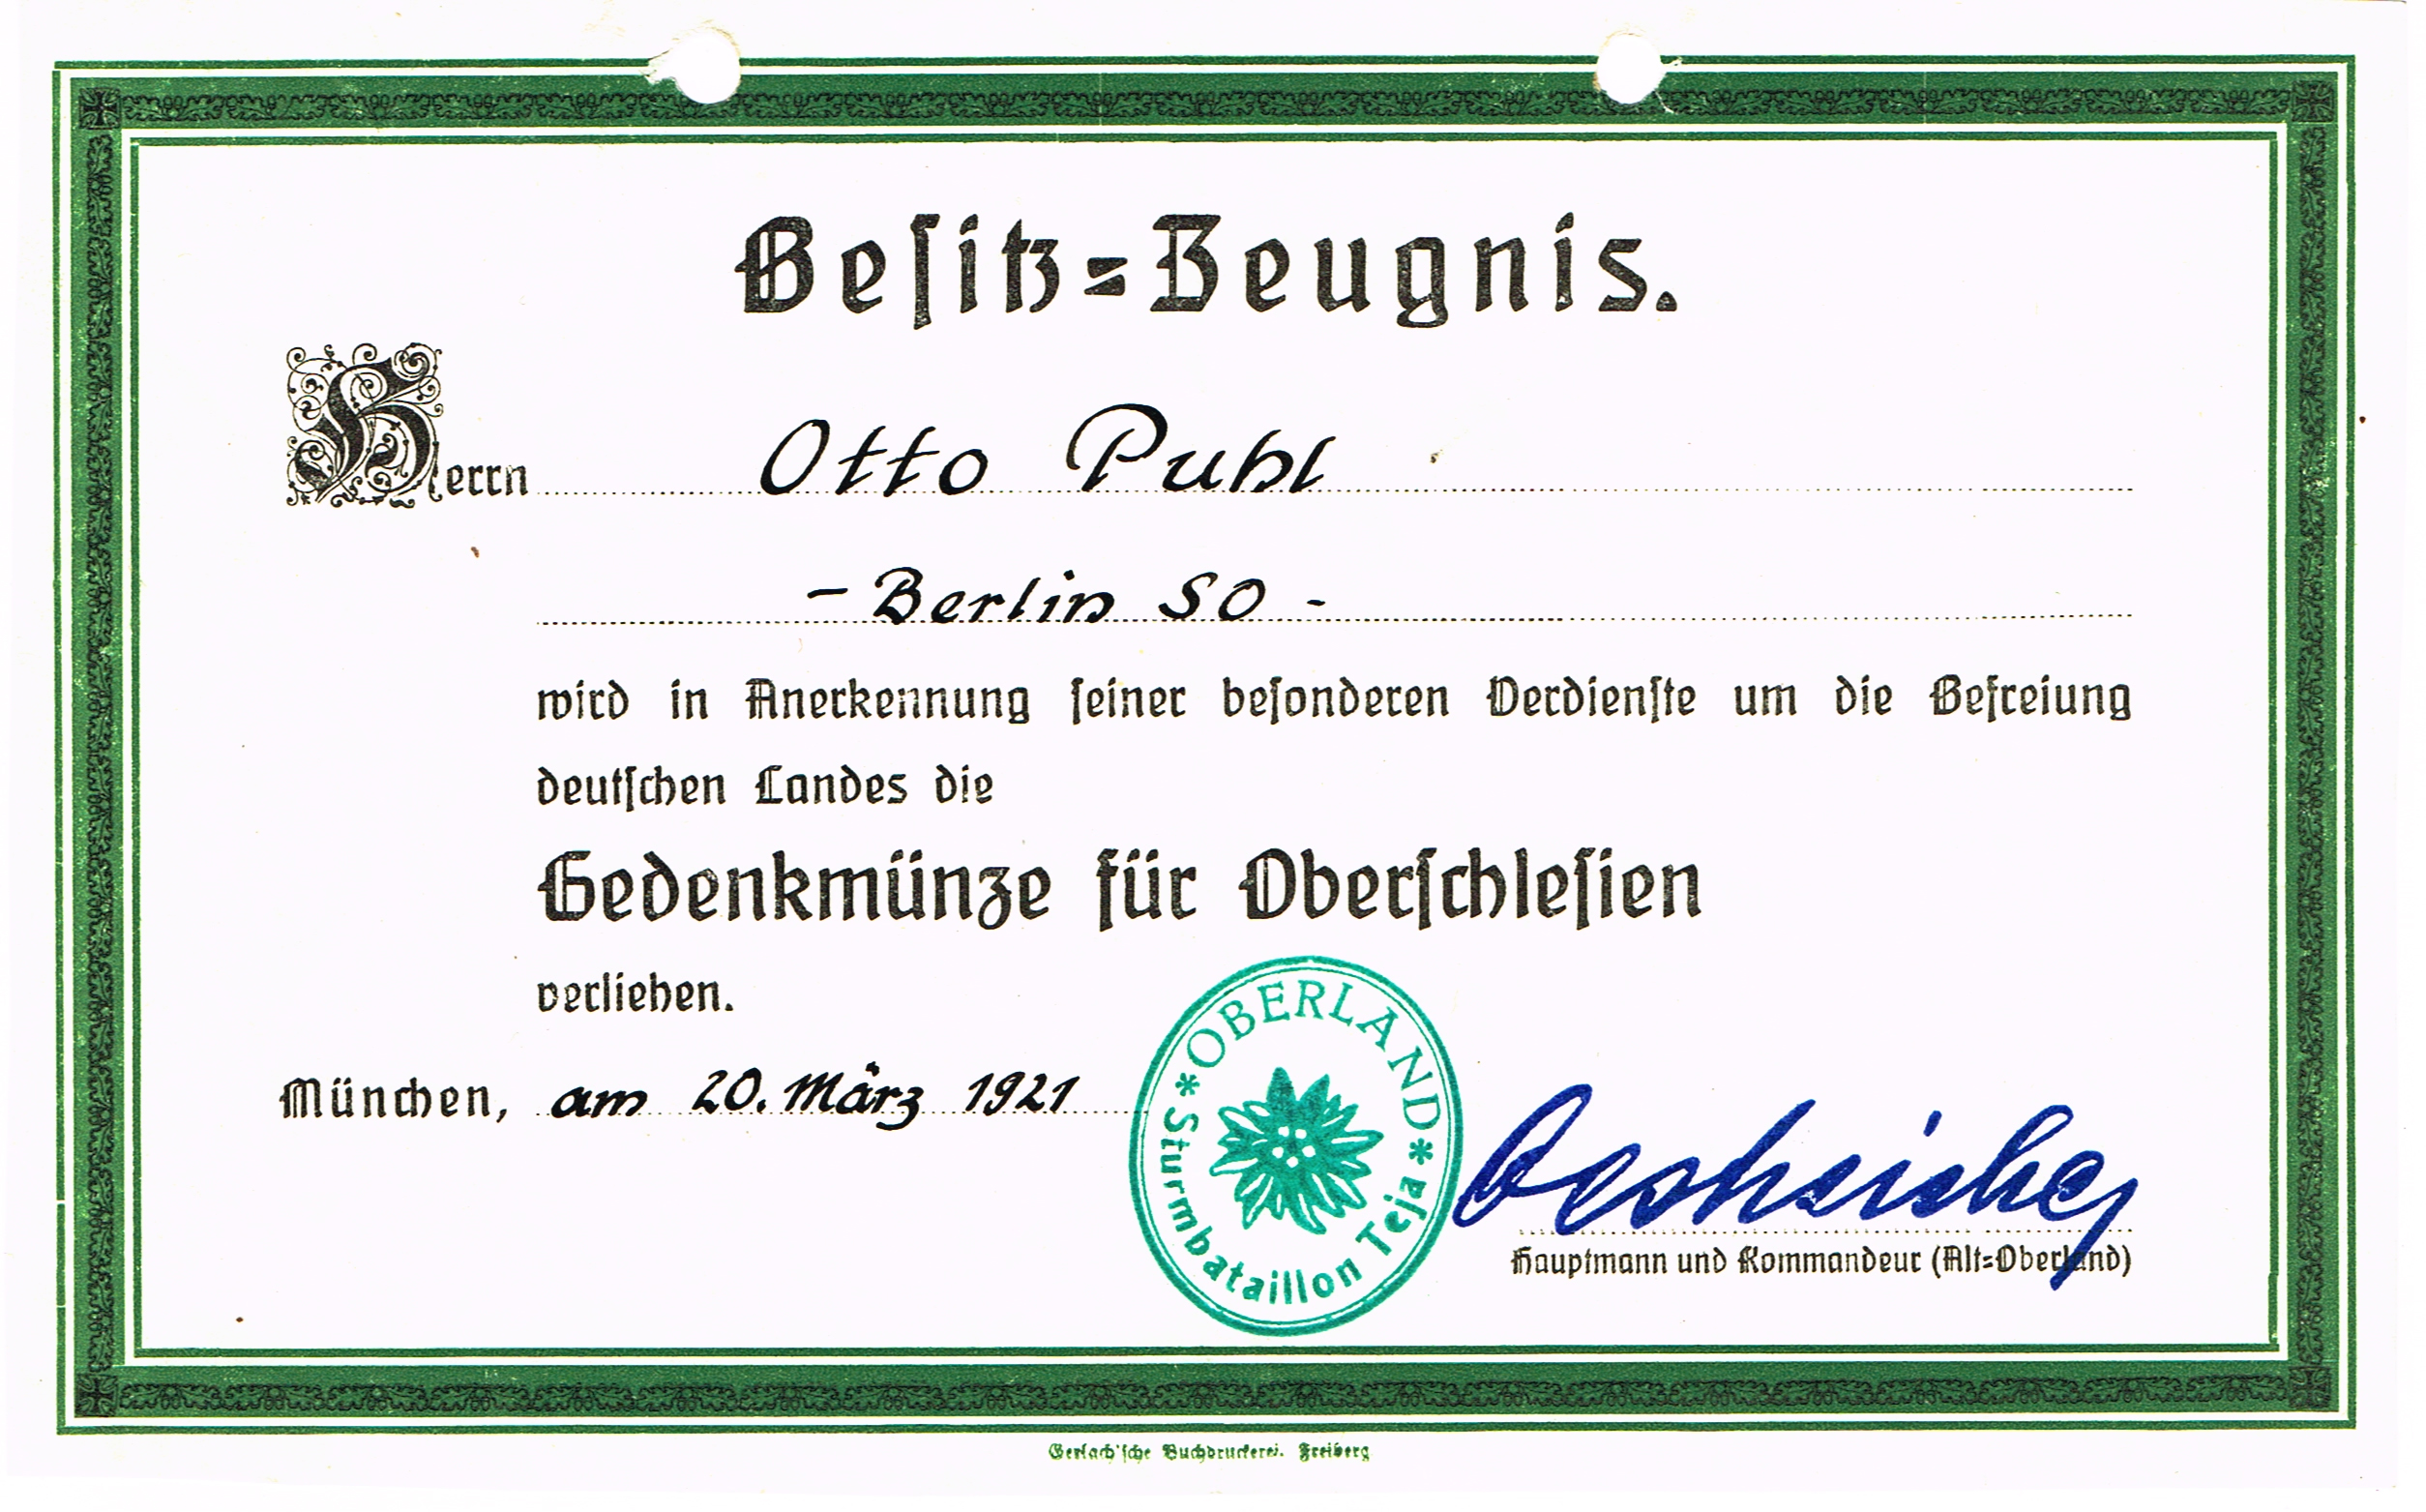 Besitz-Zeugnis.
Herrn Otto Puhl
- Berlin SO -
wird in Anerkennung seiner besonderen Verdienste um die Befreiung
deutschen Landes die
Gedenkmünze für Oberschlesien
verliehen.
München, am 20. März 1921
* OBERLAND *
Sturmbataillon Teja
Hauptmann und Kommandeur (Alt-Oberland)
Gerlach'sche Buchdruckerei. Freiberg